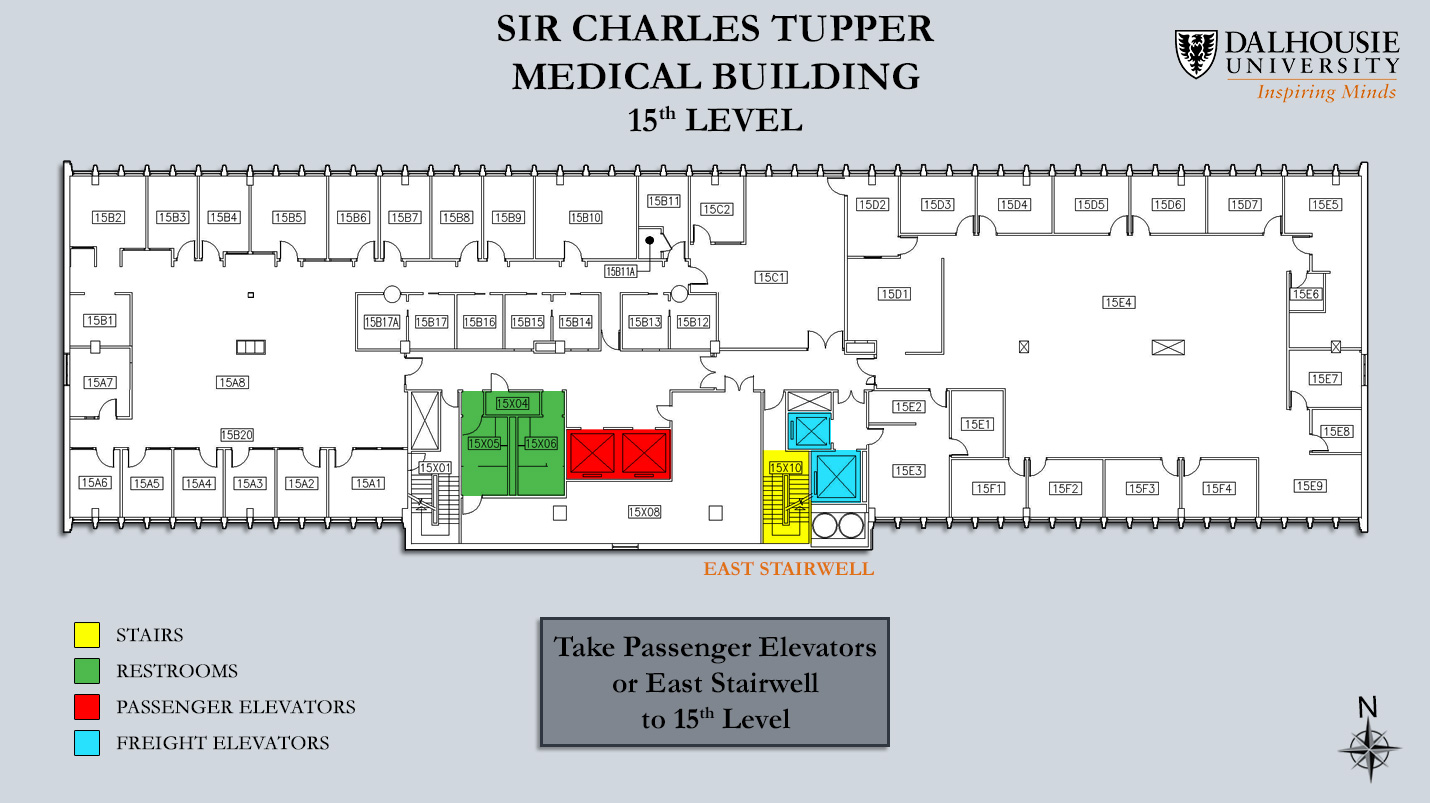 SIR CHARLES TUPPER
MEDICAL BUILDING
15th LEVEL
DALHOUSIE
UNIVERSITY
Inspiring Minds
15B2
15B3
15B4
15B5
15B6
15B7
15B8
15B9
15B10
15B11
15C2
15D2
15D3
15D4
15D5
15D6
15D7
15E5
15B11A
15C1
15D1
15E4
15E6
15B1
15B17A
15B17
15B16
15B15
15B14
15B13
15B12
15A7
15A8
15E7
15X04
15E2
15E1
15B20
15X05
15X06
15E8
15X01
15X10
15E3
15A6
15A5
15A4
15A3
15A2
15A1
15F1
15F2
15F3
15F4
15E9
15X08
EAST STAIRWELL
STAIRS
RESTROOMS
PASSENGER ELEVATORS
FREIGHT ELEVATORS
Take Passenger Elevators
or East Stairwell
to 15th Level
N